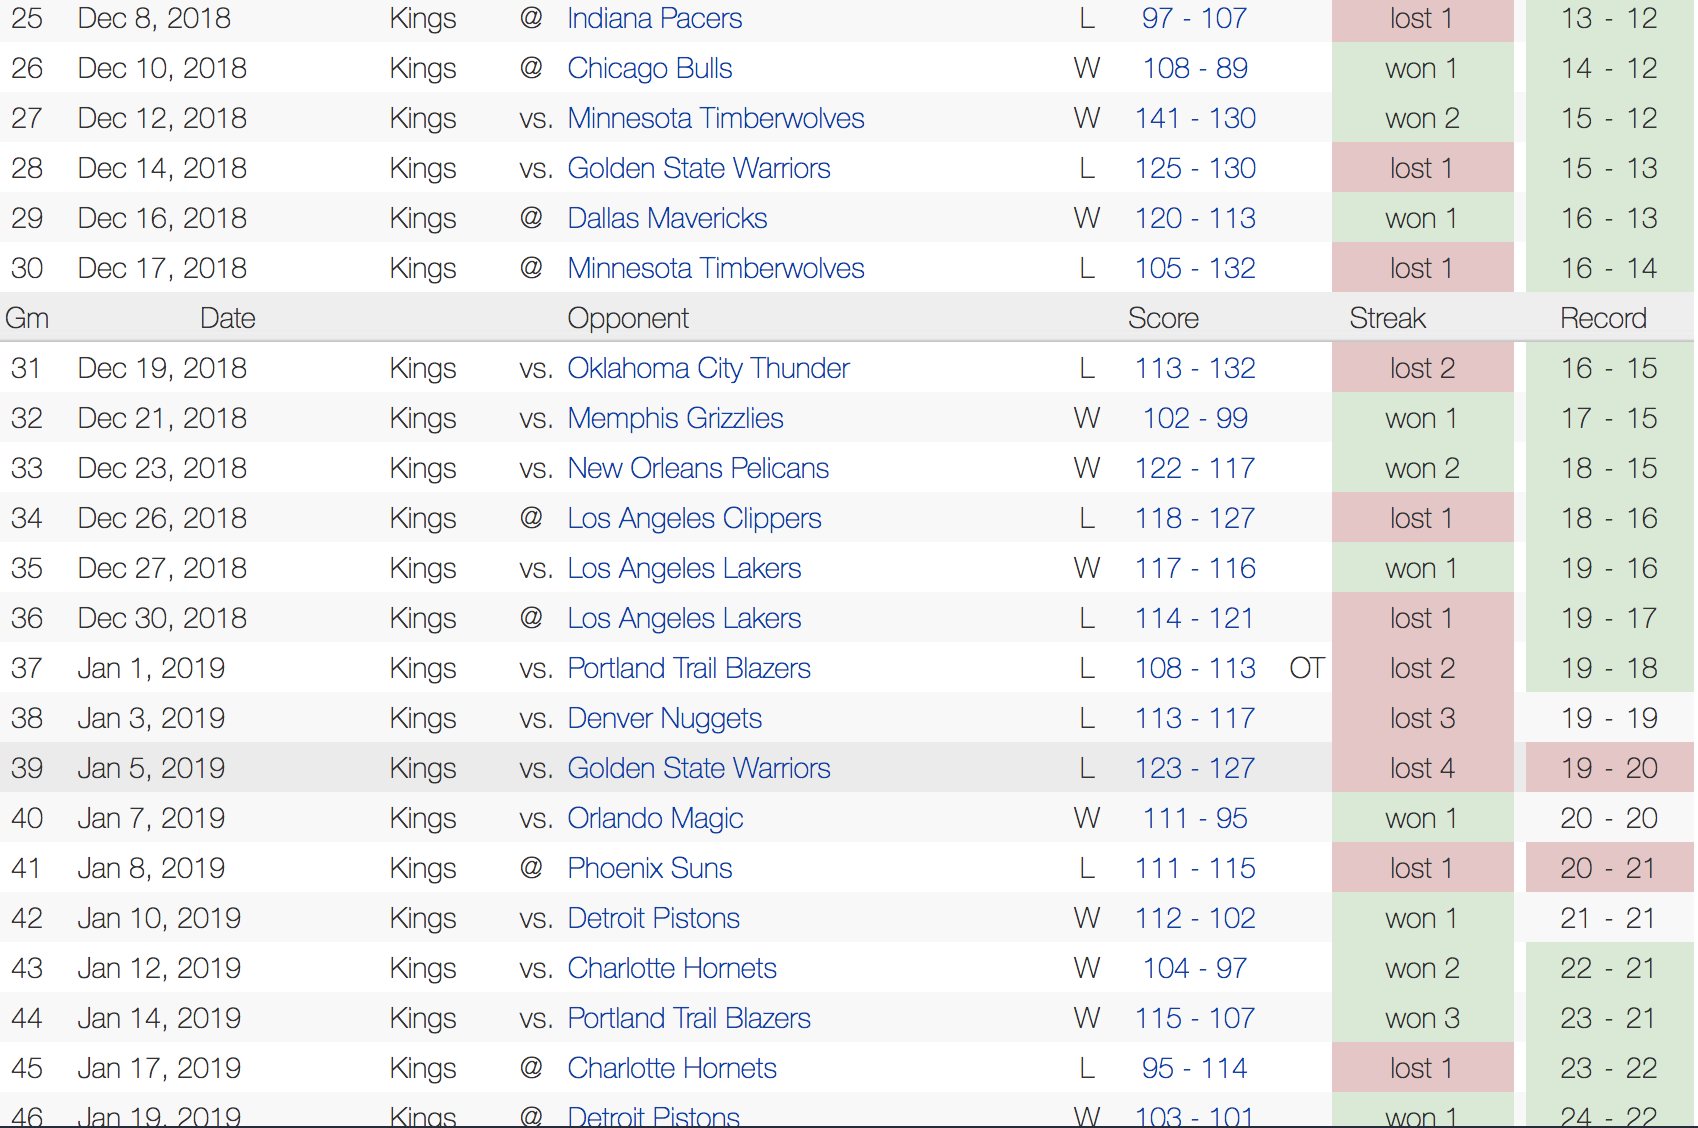 25 Dec 8, 2018 Kings @ Indiana Pacers L 97 - 107 lost 1 13 - 12
26 Dec 10, 2018 Kings @ Chicago Bulls W 108 - 89 won 1 14 - 12
27 Dec 12, 2018 Kings vs. Minnesota Timberwolves W 141 - 130 won 2 15 - 12
28 Dec 14, 2018 Kings vs. Golden State Warriors L 125 - 130 lost 1 15 - 13
29 Dec 16, 2018 Kings @ Dallas Mavericks W 120 - 113 won 1 16 - 13
30 Dec 17, 2018 Kings @ Minnesota Timberwolves L 105 - 132 lost 1 16 - 14
Gm Date Opponent Score Streak Record
31 Dec 19, 2018 Kings vs. Oklahoma City Thunder L 113 - 132 lost 2 16 - 15
32 Dec 21, 2018 Kings vs. Memphis Grizzlies W 102 - 99 won 1 17 - 15
33 Dec 23, 2018 Kings vs. New Orleans Pelicans W 122 - 117 won 2 18 - 15
34 Dec 26, 2018 Kings @ Los Angeles Clippers L 118 - 127 lost 1 18 - 16
35 Dec 27, 2018 Kings vs. Los Angeles Lakers W 117 - 116 won 1 19 - 16
36 Dec 30, 2018 Kings @ Los Angeles Lakers L 114 - 121 lost 1 19 - 17
37 Jan 1, 2019 Kings vs. Portland Trail Blazers L 108 - 113 OT lost 2 19 - 18
38 Jan 3, 2019 Kings vs. Denver Nuggets L 113 - 117 lost 3 19 - 19
39 Jan 5, 2019 Kings vs. Golden State Warriors L 123 - 127 lost 4 19 - 20
40 Jan 7, 2019 Kings vs. Orlando Magic W 111 - 95 won 1 20 - 20
41 Jan 8, 2019 Kings @ Phoenix Suns L 111 - 115 lost 1 20 - 21
42 Jan 10, 2019 Kings vs. Detroit Pistons W 112 - 102 won 1 21 - 21
43 Jan 12, 2019 Kings vs. Charlotte Hornets W 104 - 97 won 2 22 - 21
44 Jan 14, 2019 Kings vs. Portland Trail Blazers W 115 - 107 won 3 23 - 21
45 Jan 17, 2019 Kings @ Charlotte Hornets L 95 - 114 lost 1 23 - 22
46 Jan 19, 2019 Kings @ Detroit Pistons W 103 - 101 won 1 24 - 22